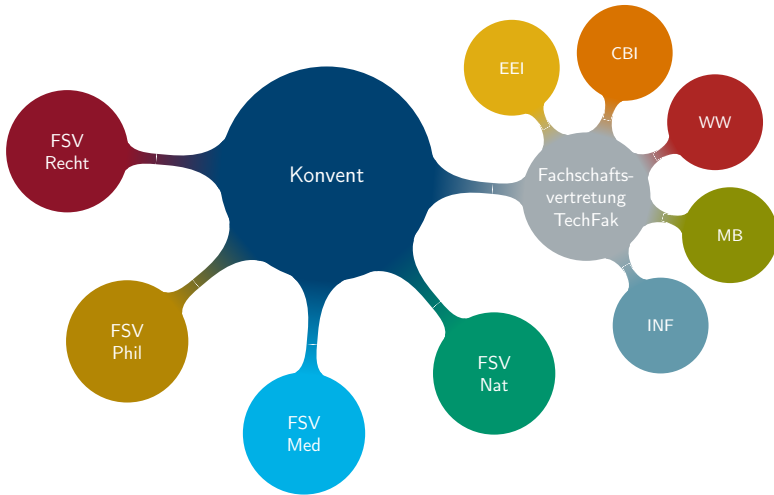 EEI
CBI
WW
FSV
Recht
Konvent
Fachschafts-
vertretung
TechFak
MB
INF
FSV
Phil
FSV
Nat
FSV
Med